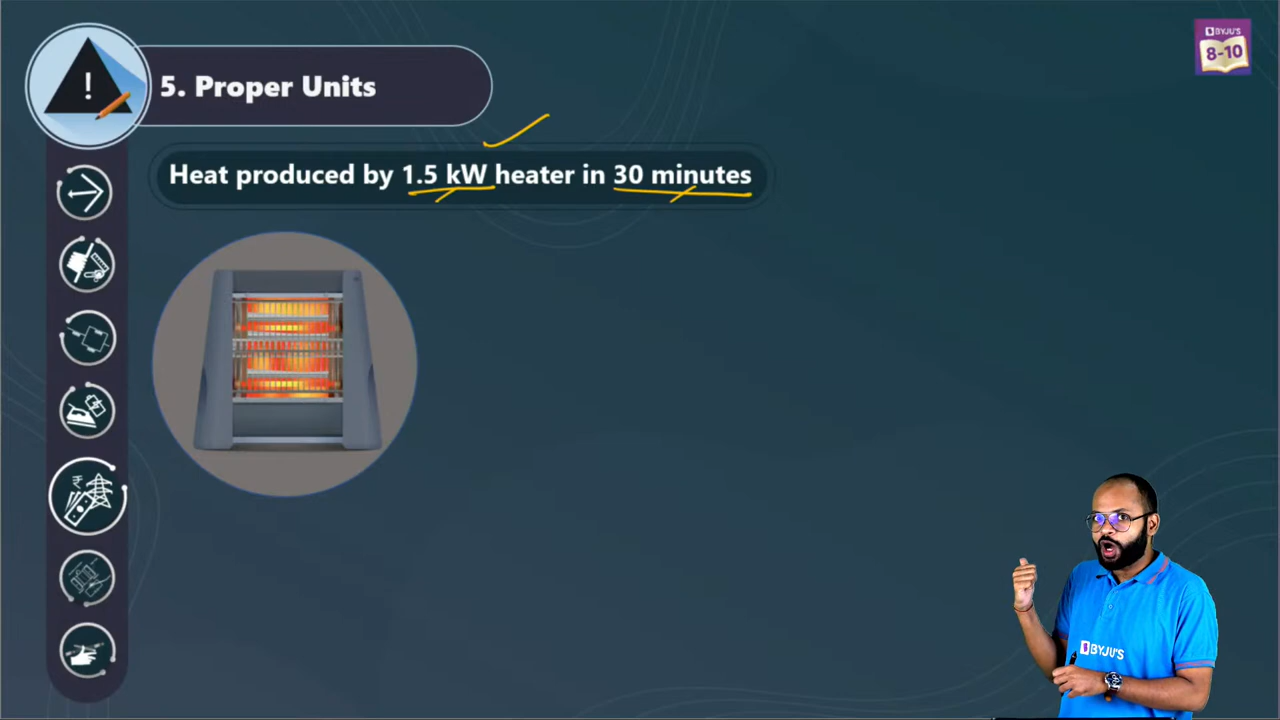 BYJU'S
8-10
5. Proper Units
Heat produced by 1.5 kW heater in 30 minutes
BYJU'S